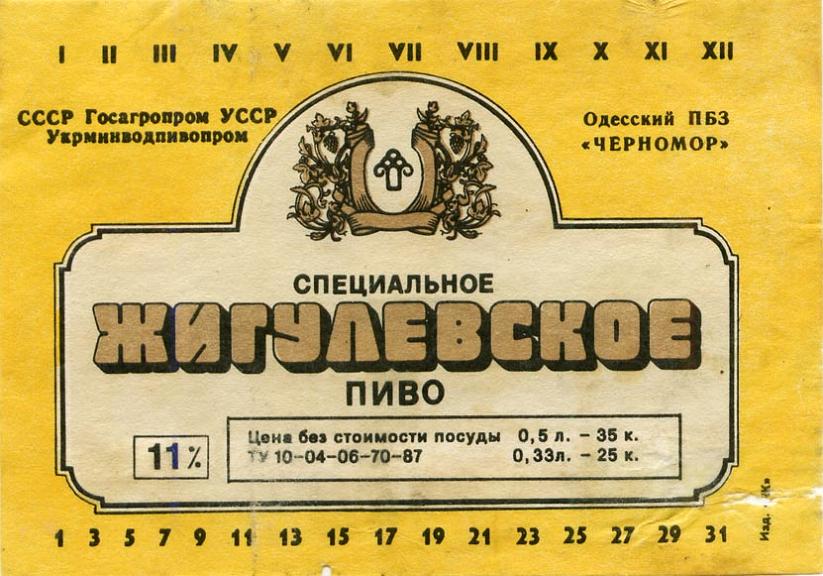 I II III IV V VI VII VIII IX X XI XII
СССР Госагропром УССР
Укрминводпивопром
Одесский ПБЗ
«ЧЕРНОМОР»
СПЕЦИАЛЬНОЕ
ЖИГУЛЕВСКОЕ
ПИВО
11%
Цена без стоимости посуды 0,5 л. – 35 к.
ТУ 10–04–06–70–87 0,33л. – 25 к.
Изд.
1 3 5 7 9 11 13 15 17 19 21 23 25 27 29 31